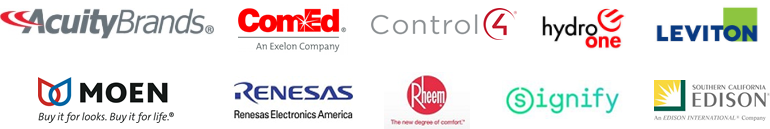 AcuityBrands®
ComEd®
An Exelon Company
Control4®
hydro one
LEVITON
MOEN
Buy it for looks. Buy it for life.®
RENESAS
Renesas Electronics America
Rheem
The new degree of comfort.™
signify
SOUTHERN CALIFORNIA
EDISON®
An EDISON INTERNATIONAL® Company